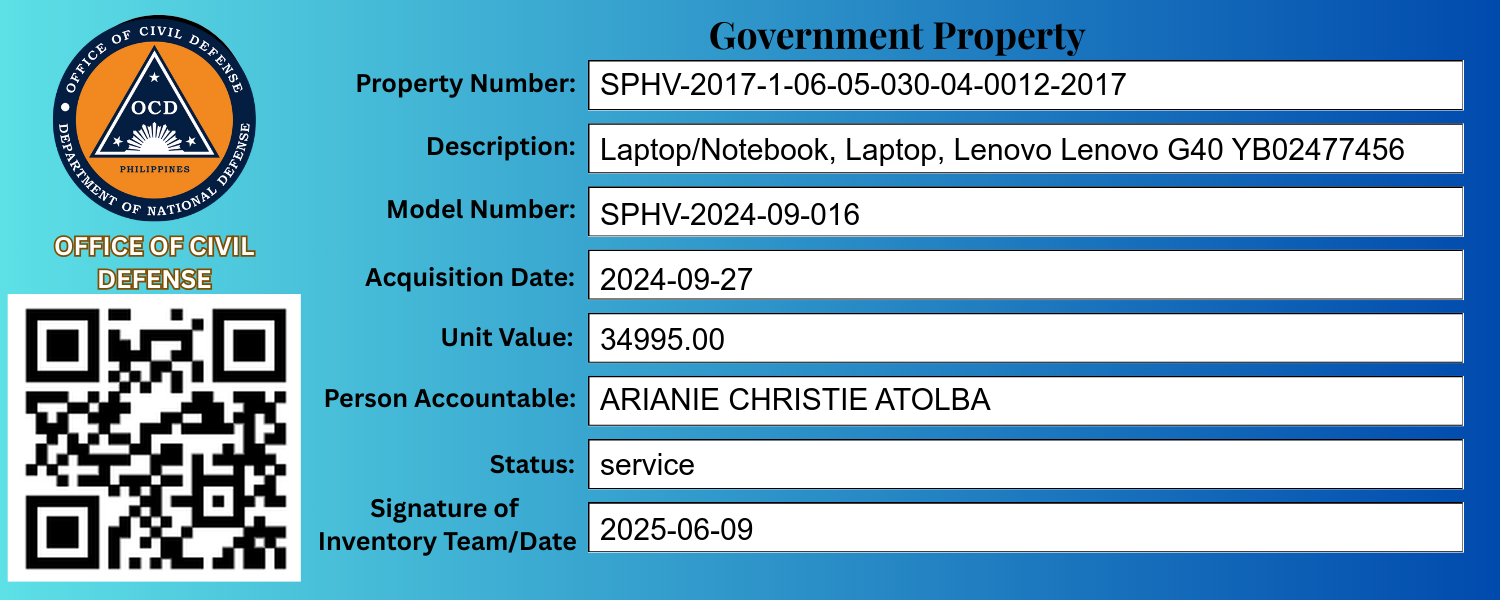 OFFICE OF CIVIL DEFENSE
OCD
PHILIPPINES
DEPARTMENT OF NATIONAL DEFENSE
OFFICE OF CIVIL
DEFENSE
Government Property
Property Number: SPHV-2017-1-06-05-030-04-0012-2017
Description: Laptop/Notebook, Laptop, Lenovo Lenovo G40 YB02477456
Model Number: SPHV-2024-09-016
Acquisition Date: 2024-09-27
Unit Value: 34995.00
Person Accountable: ARIANIE CHRISTIE ATOLBA
Status: service
Signature of
Inventory Team/Date 2025-06-09